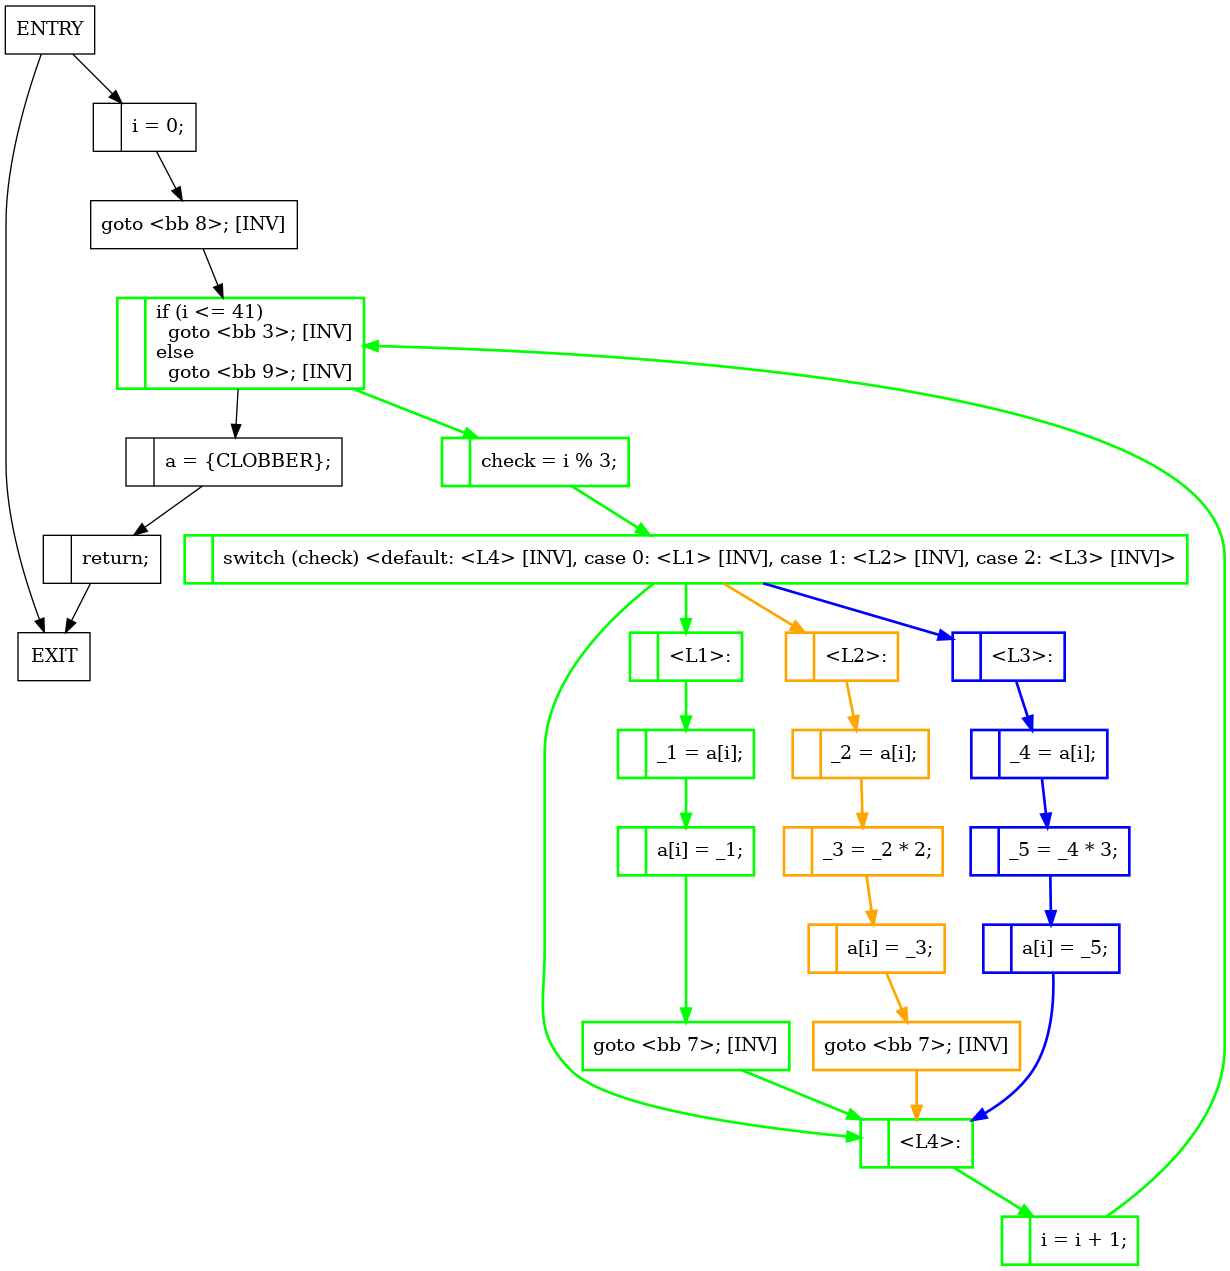 ENTRY
i = 0;
goto <bb 8>; [INV]
if (i <= 41)
goto <bb 3>; [INV]
else
goto <bb 9>; [INV]
a = {CLOBBER};
check = i % 3;
return;
switch (check) <default: <L4> [INV], case 0: <L1> [INV], case 1: <L2> [INV], case 2: <L3> [INV]>
EXIT
<L1>:
<L2>:
<L3>:
_1 = a[i];
_2 = a[i];
_4 = a[i];
a[i] = _1;
_3 = _2 * 2;
_5 = _4 * 3;
a[i] = _3;
a[i] = _5;
goto <bb 7>; [INV]
goto <bb 7>; [INV]
<L4>:
i = i + 1;